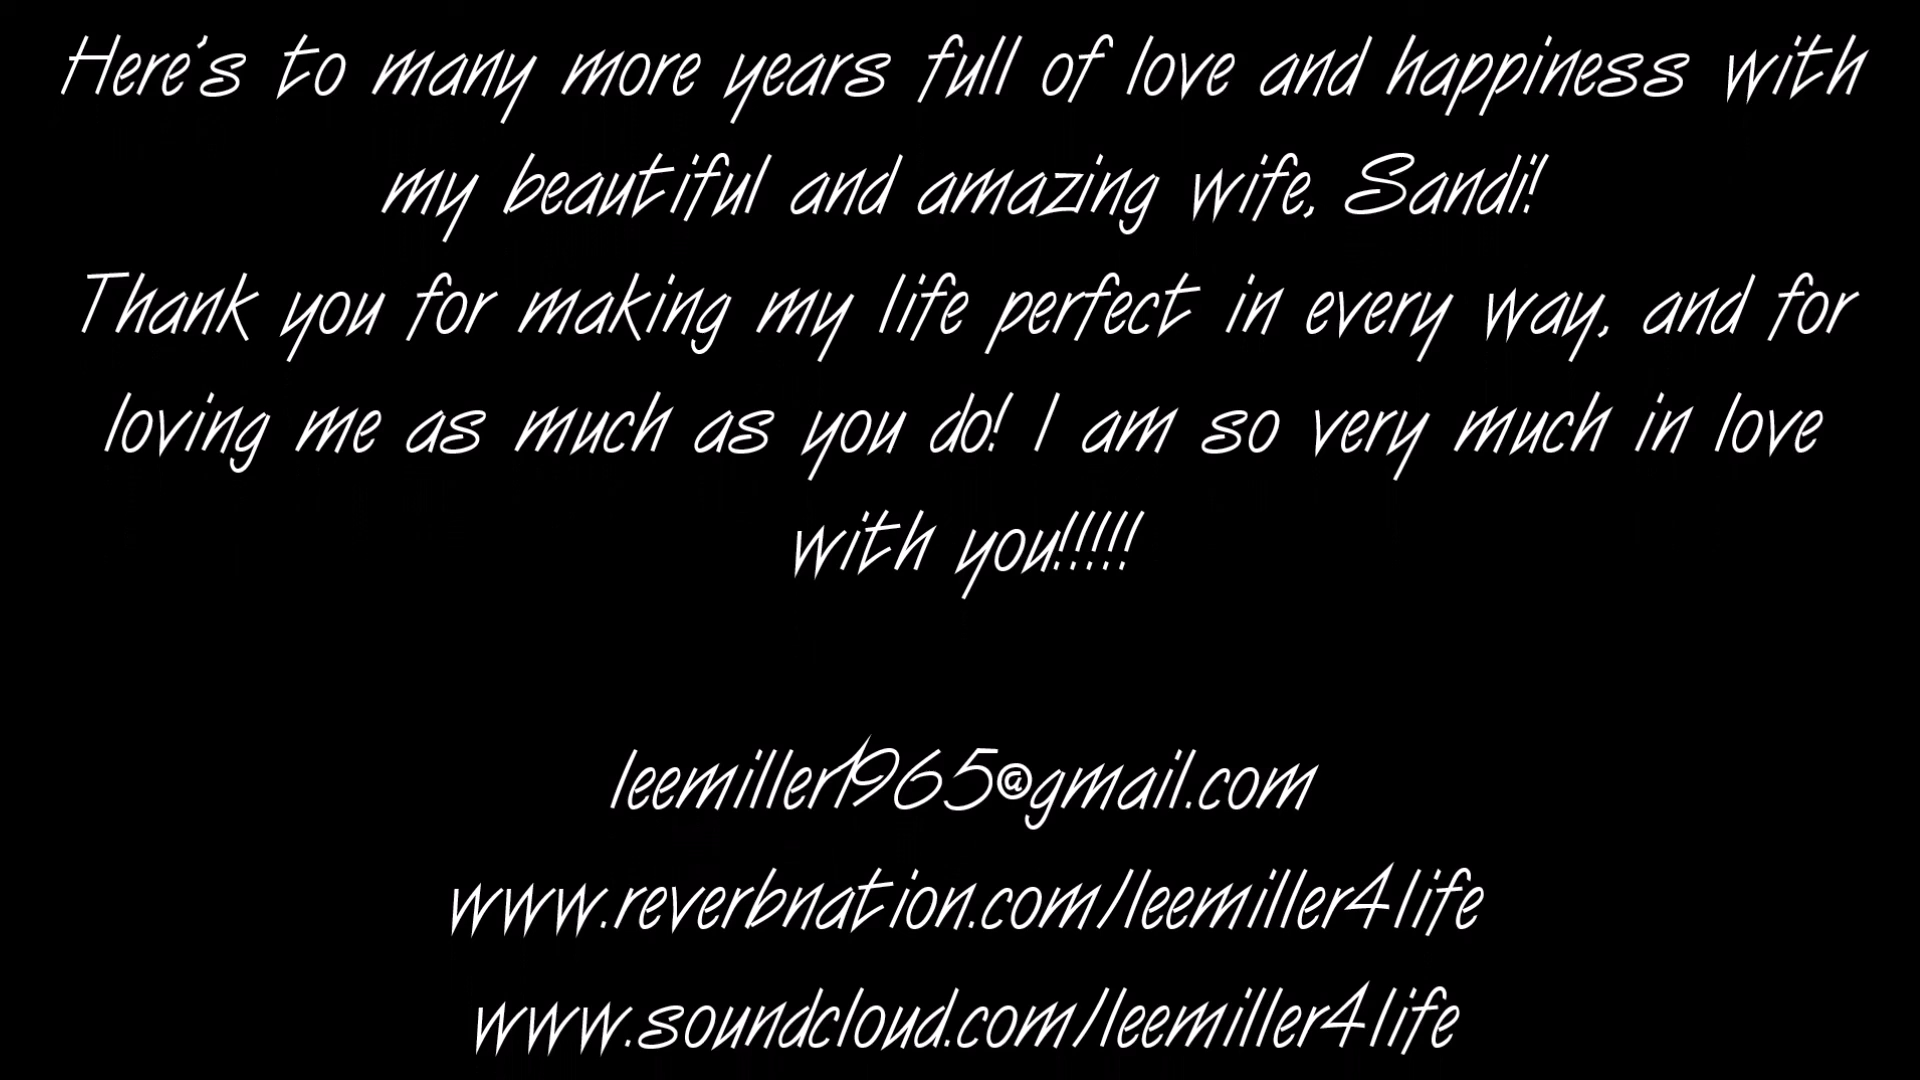 Here's to many more years full of love and happiness with
my beautiful and amazing wife, Sandi!
Thank you for making my life perfect in every way, and for
loving me as much as you do! I am so very much in love
with you!!!!!
leemiller1965@gmail.com
www.reverbnation.com/leemiller4life
www.soundcloud.com/leemiller4life